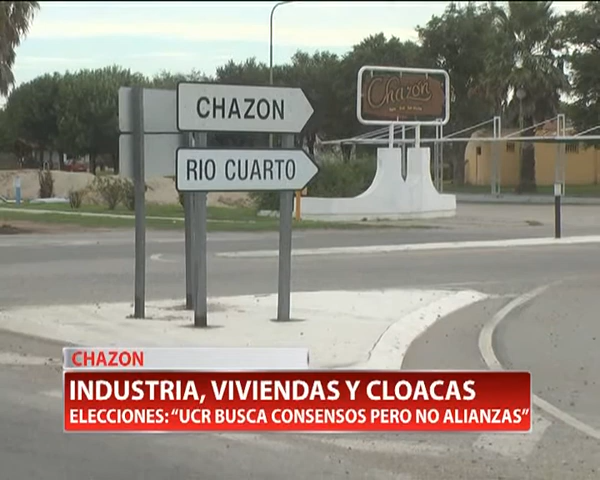 CHAZON
RIO CUARTO
Chazón
CHAZON
INDUSTRIA, VIVIENDAS Y CLOACAS
ELECCIONES: “UCR BUSCA CONSENSOS PERO NO ALIANZAS”